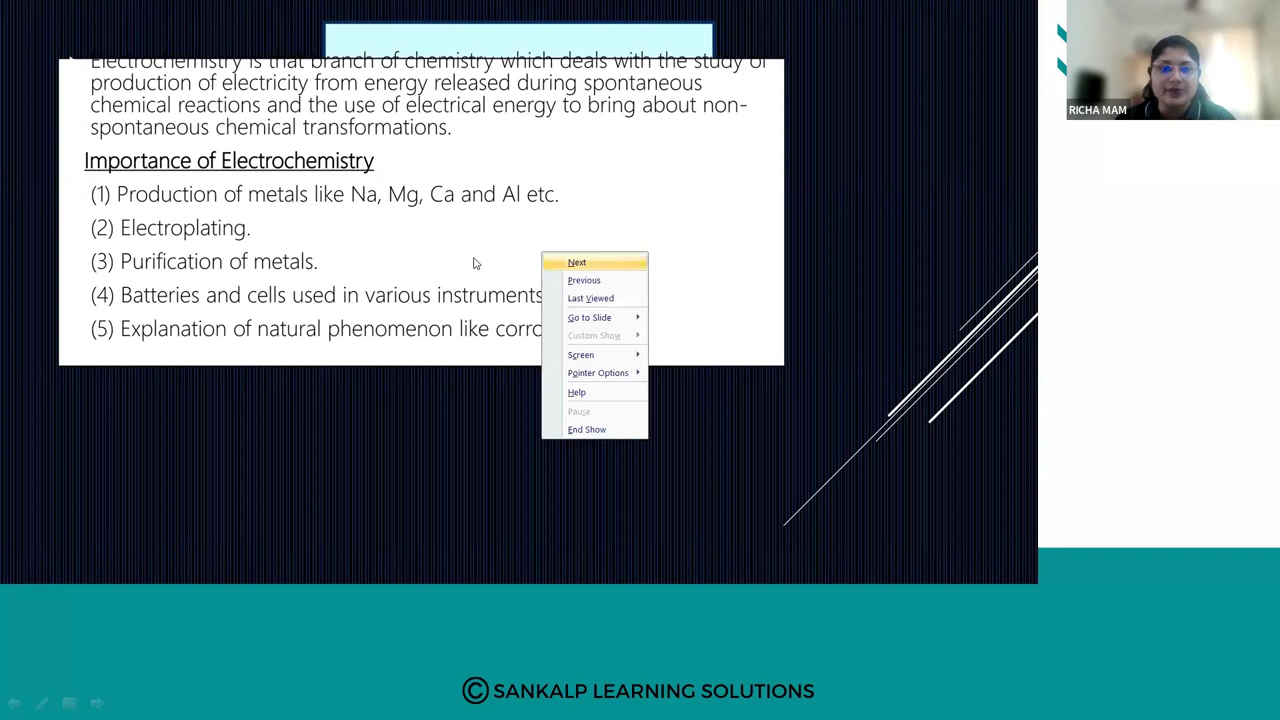 Electrochemistry is that branch of chemistry which deals with the study of
production of electricity from energy released during spontaneous
chemical reactions and the use of electrical energy to bring about non-
spontaneous chemical transformations.
Importance of Electrochemistry
(1) Production of metals like Na, Mg, Ca and Al etc.
(2) Electroplating.
(3) Purification of metals.
(4) Batteries and cells used in various instruments
(5) Explanation of natural phenomenon like corro
Next
Previous
Last Viewed
Go to Slide
Custom Show
Screen
Pointer Options
Help
Pause
End Show
RICHA MAM
© SANKALP LEARNING SOLUTIONS